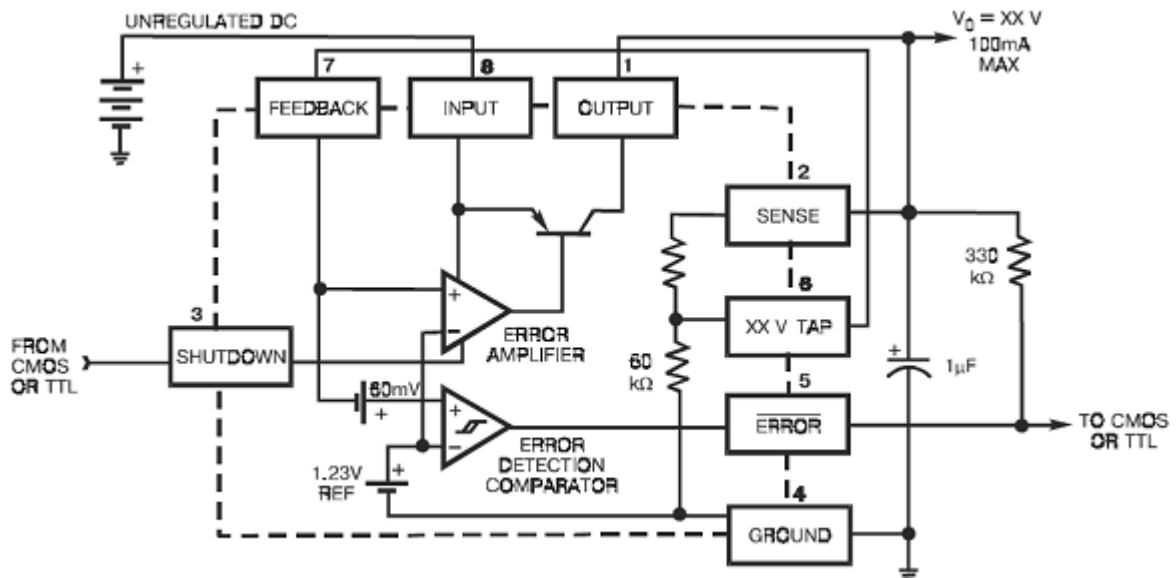 UNREGULATED DC
V0 = XX V
100mA
MAX
7
8
1
+
FEEDBACK
INPUT
OUTPUT
2
SENSE
330
kΩ
3
+
−
6
XX V TAP
FROM
CMOS
OR TTL
SHUTDOWN
ERROR
AMPLIFIER
60
kΩ
+
1µF
5
60mV
+
+
−
ERROR
TO CMOS
OR TTL
1.23V
REF
+
ERROR
DETECTION
COMPARATOR
4
GROUND